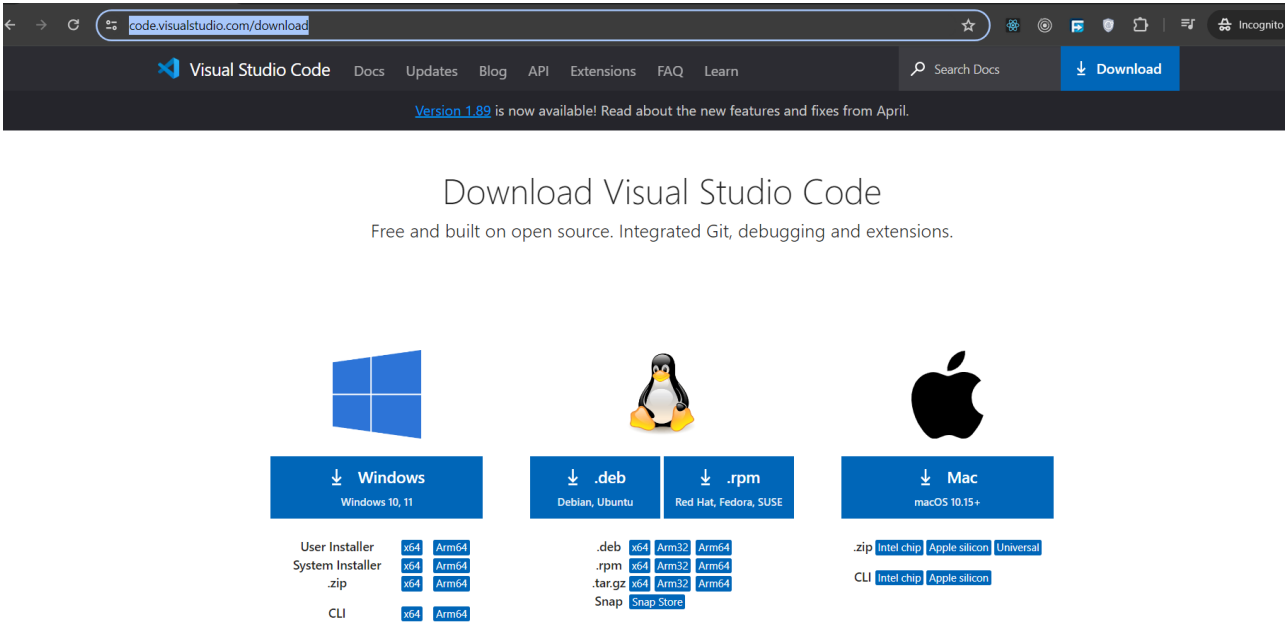 code.visualstudio.com/download
Incognito
Visual Studio Code Docs Updates Blog API Extensions FAQ Learn Search Docs Download
Version 1.89 is now available! Read about the new features and fixes from April.
Download Visual Studio Code
Free and built on open source. Integrated Git, debugging and extensions.
Windows
Windows 10, 11
User Installer x64 Arm64
System Installer x64 Arm64
.zip x64 Arm64
CLI x64 Arm64
.deb
Debian, Ubuntu
.rpm
Red Hat, Fedora, SUSE
.deb x64 Arm32 Arm64
.rpm x64 Arm32 Arm64
.tar.gz x64 Arm32 Arm64
Snap Snap Store
Mac
macOS 10.15+
.zip Intel chip Apple silicon Universal
CLI Intel chip Apple silicon